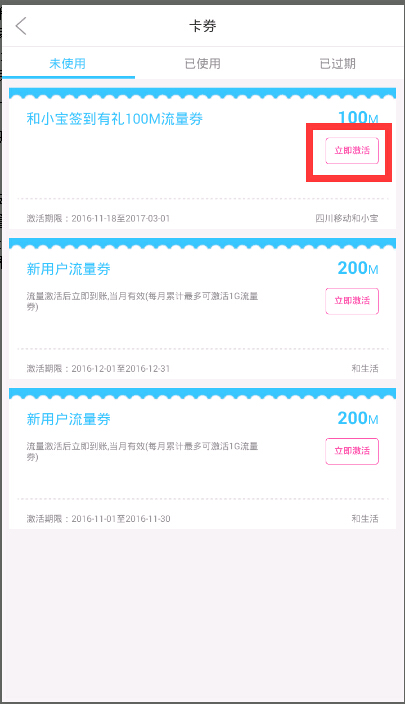 卡券
未使用
已使用
已过期
和小宝签到有礼100M流量劵
100M
立即激活
激活期限：2016-11-18至2017-03-01
四川移动和小宝
新用户流量劵
200M
流量激活后立即到账,当月有效(每月累计最多可激活1G流量
劵)
立即激活
激活期限：2016-12-01至2016-12-31
和生活
新用户流量劵
200M
流量激活后立即到账,当月有效(每月累计最多可激活1G流量
劵)
立即激活
激活期限：2016-11-01至2016-11-30
和生活